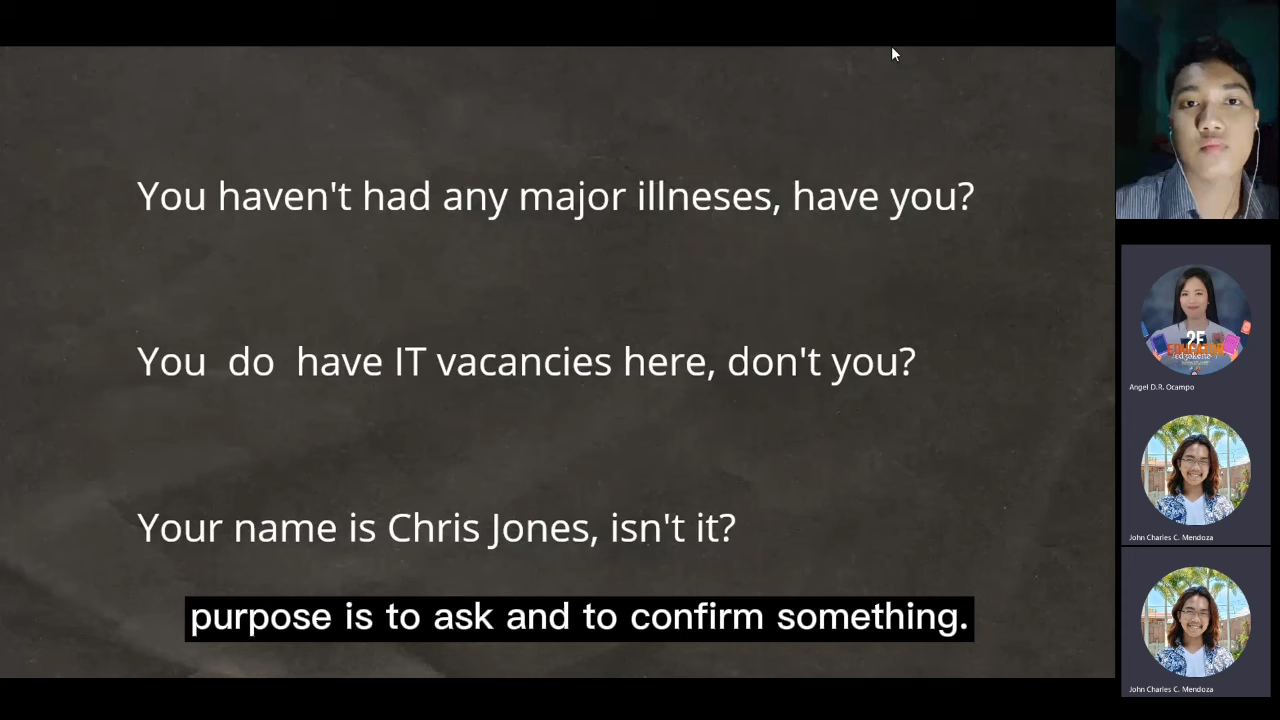 You haven't had any major illneses, have you?
You do have IT vacancies here, don't you?
Your name is Chris Jones, isn't it?
purpose is to ask and to confirm something.
2F
EDUCATOR
Angel D.R. Ocampo
John Charles C. Mendoza
John Charles C. Mendoza